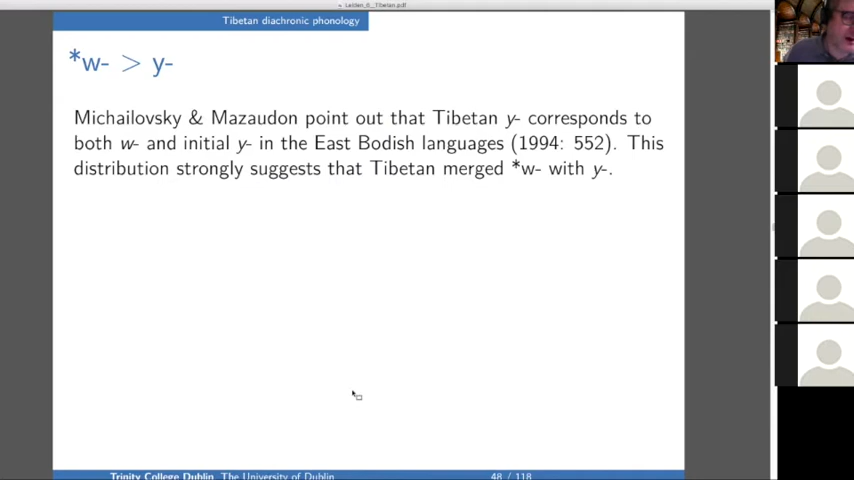 Leiden_6__Tibetan.pdf
Tibetan diachronic phonology
*w- > y-
Michailovsky & Mazaudon point out that Tibetan y- corresponds to
both w- and initial y- in the East Bodish languages (1994: 552). This
distribution strongly suggests that Tibetan merged *w- with y-.
Trinity College Dublin, The University of Dublin
48 / 118